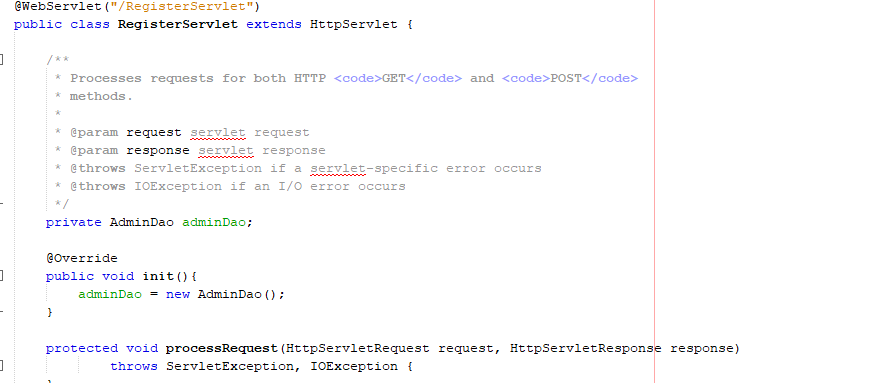 @WebServlet("/RegisterServlet")
public class RegisterServlet extends HttpServlet {
/**
* Processes requests for both HTTP <code>GET</code> and <code>POST</code>
* methods.
*
* @param request servlet request
* @param response servlet response
* @throws ServletException if a servlet-specific error occurs
* @throws IOException if an I/O error occurs
*/
private AdminDao adminDao;
@Override
public void init(){
adminDao = new AdminDao();
}
protected void processRequest(HttpServletRequest request, HttpServletResponse response)
throws ServletException, IOException {